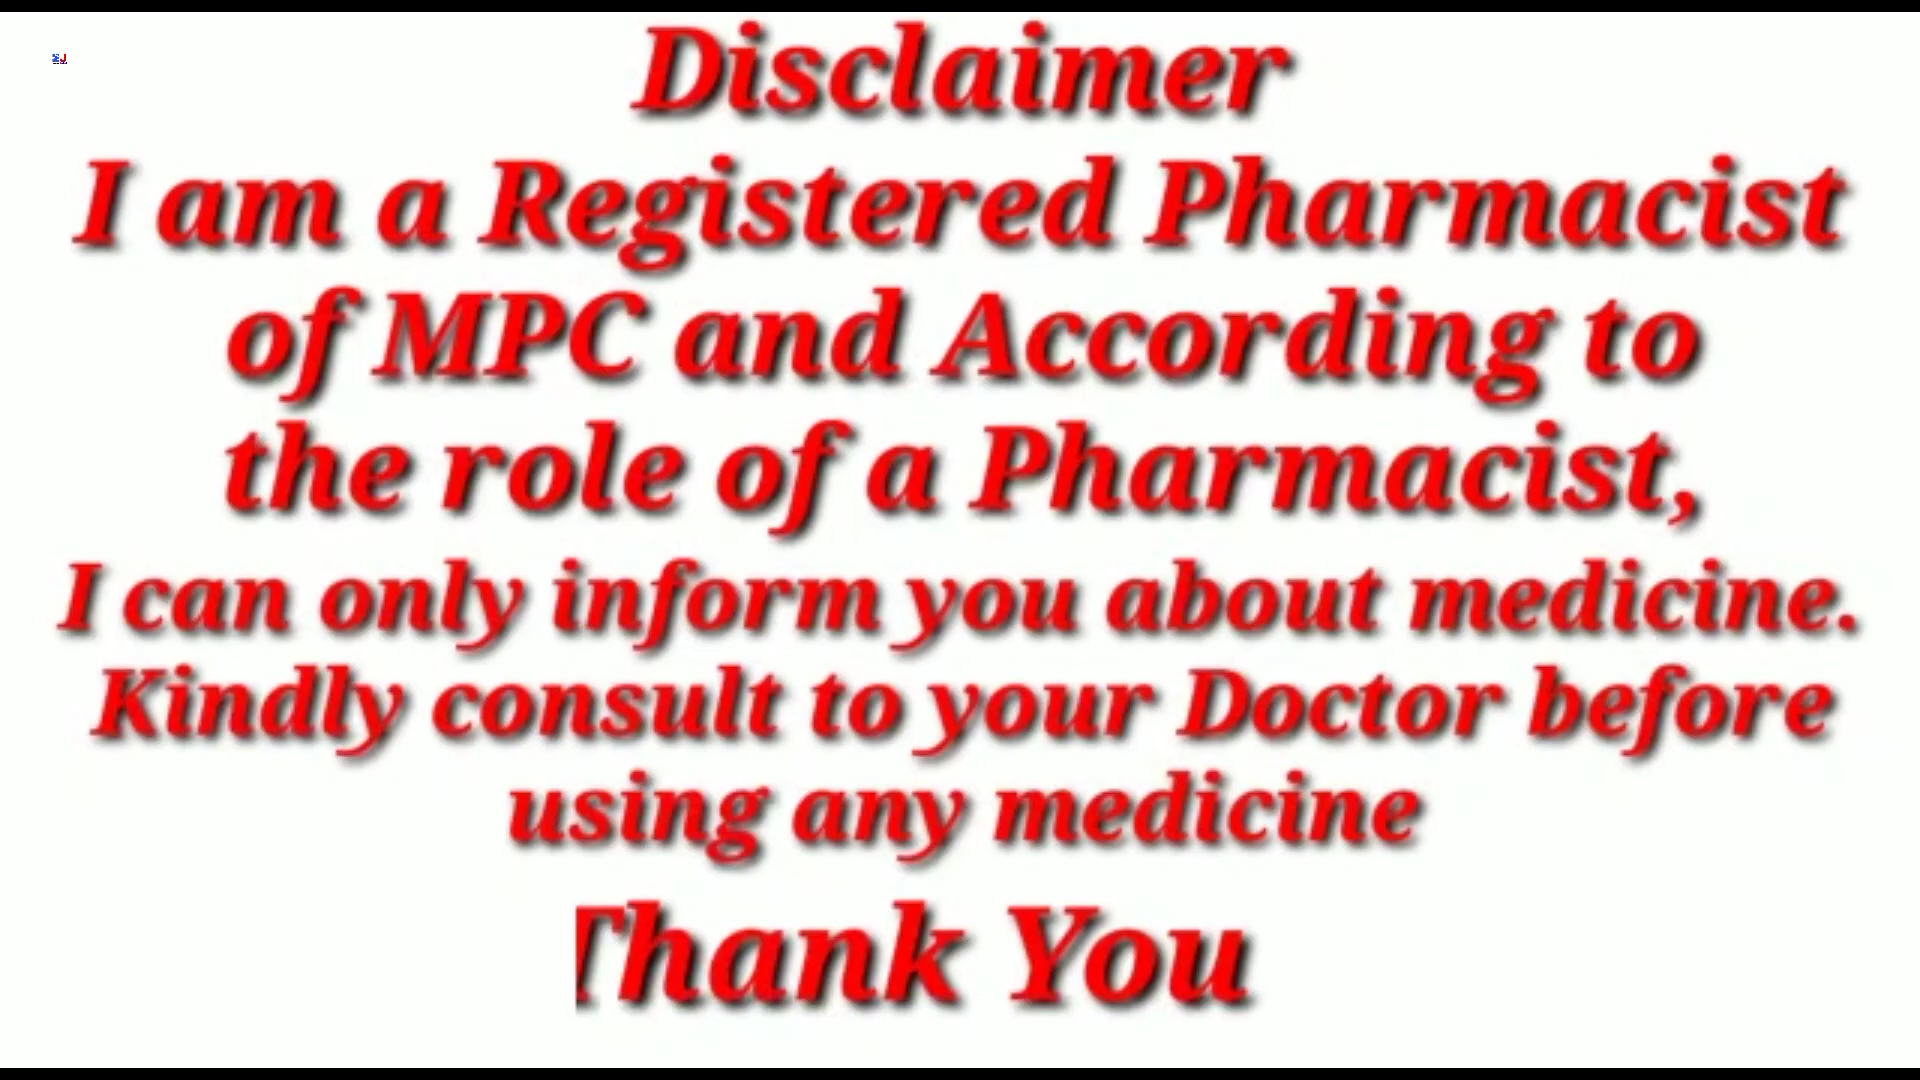 Disclaimer
I am a Registered Pharmacist
of MPC and According to
the role of a Pharmacist,
I can only inform you about medicine.
Kindly consult to your Doctor before
using any medicine
Thank You